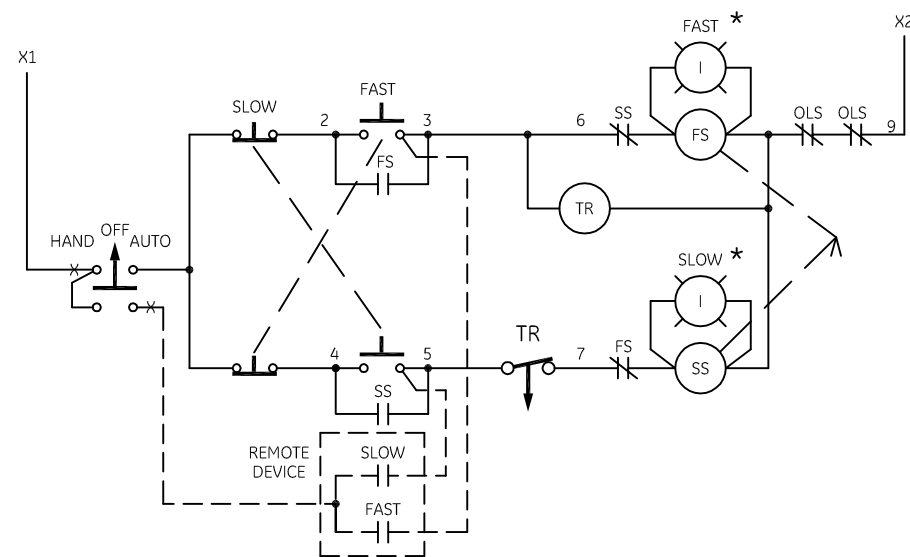 FAST *
X2
X1
I
FAST
SLOW
2
3
6
SS
FS
OLS
OLS
9
FS
TR
HAND
OFF
AUTO
X
X
SLOW *
I
TR
4
5
7
FS
SS
SS
REMOTE
DEVICE
SLOW
FAST